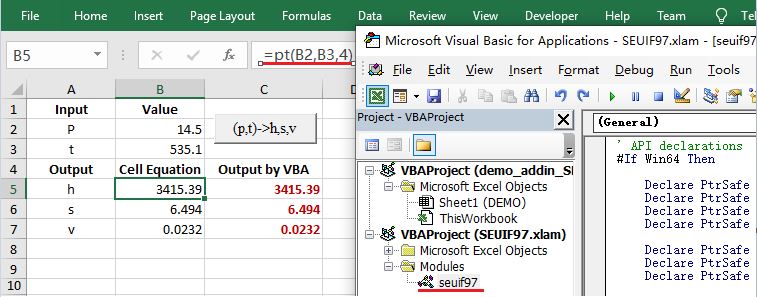 File Home Insert Page Layout Formulas Data Review View Developer Help Team Tel
B5 fx =pt(B2,B3,4)
Microsoft Visual Basic for Applications - SEUIF97.xlam - [seuif97
File Edit View Insert Format Debug Run Tools
Project - VBAProject
VBAProject (demo_addin_S
Microsoft Excel Objects
Sheet1 (DEMO)
ThisWorkbook
VBAProject (SEUIF97.xlam)
Microsoft Excel Objects
Modules
seuif97
(General)
' API declarations
#If Win64 Then
Declare PtrSafe
Declare PtrSafe
Declare PtrSafe
Declare PtrSafe
Declare PtrSafe
Declare PtrSafe
Declare PtrSafe
A B C
1 Input Value
2 P 14.5
3 t 535.1
(p,t)->h,s,v
4 Output Cell Equation Output by VBA
5 h 3415.39 3415.39
6 s 6.494 6.494
7 v 0.0232 0.0232
8
9
10